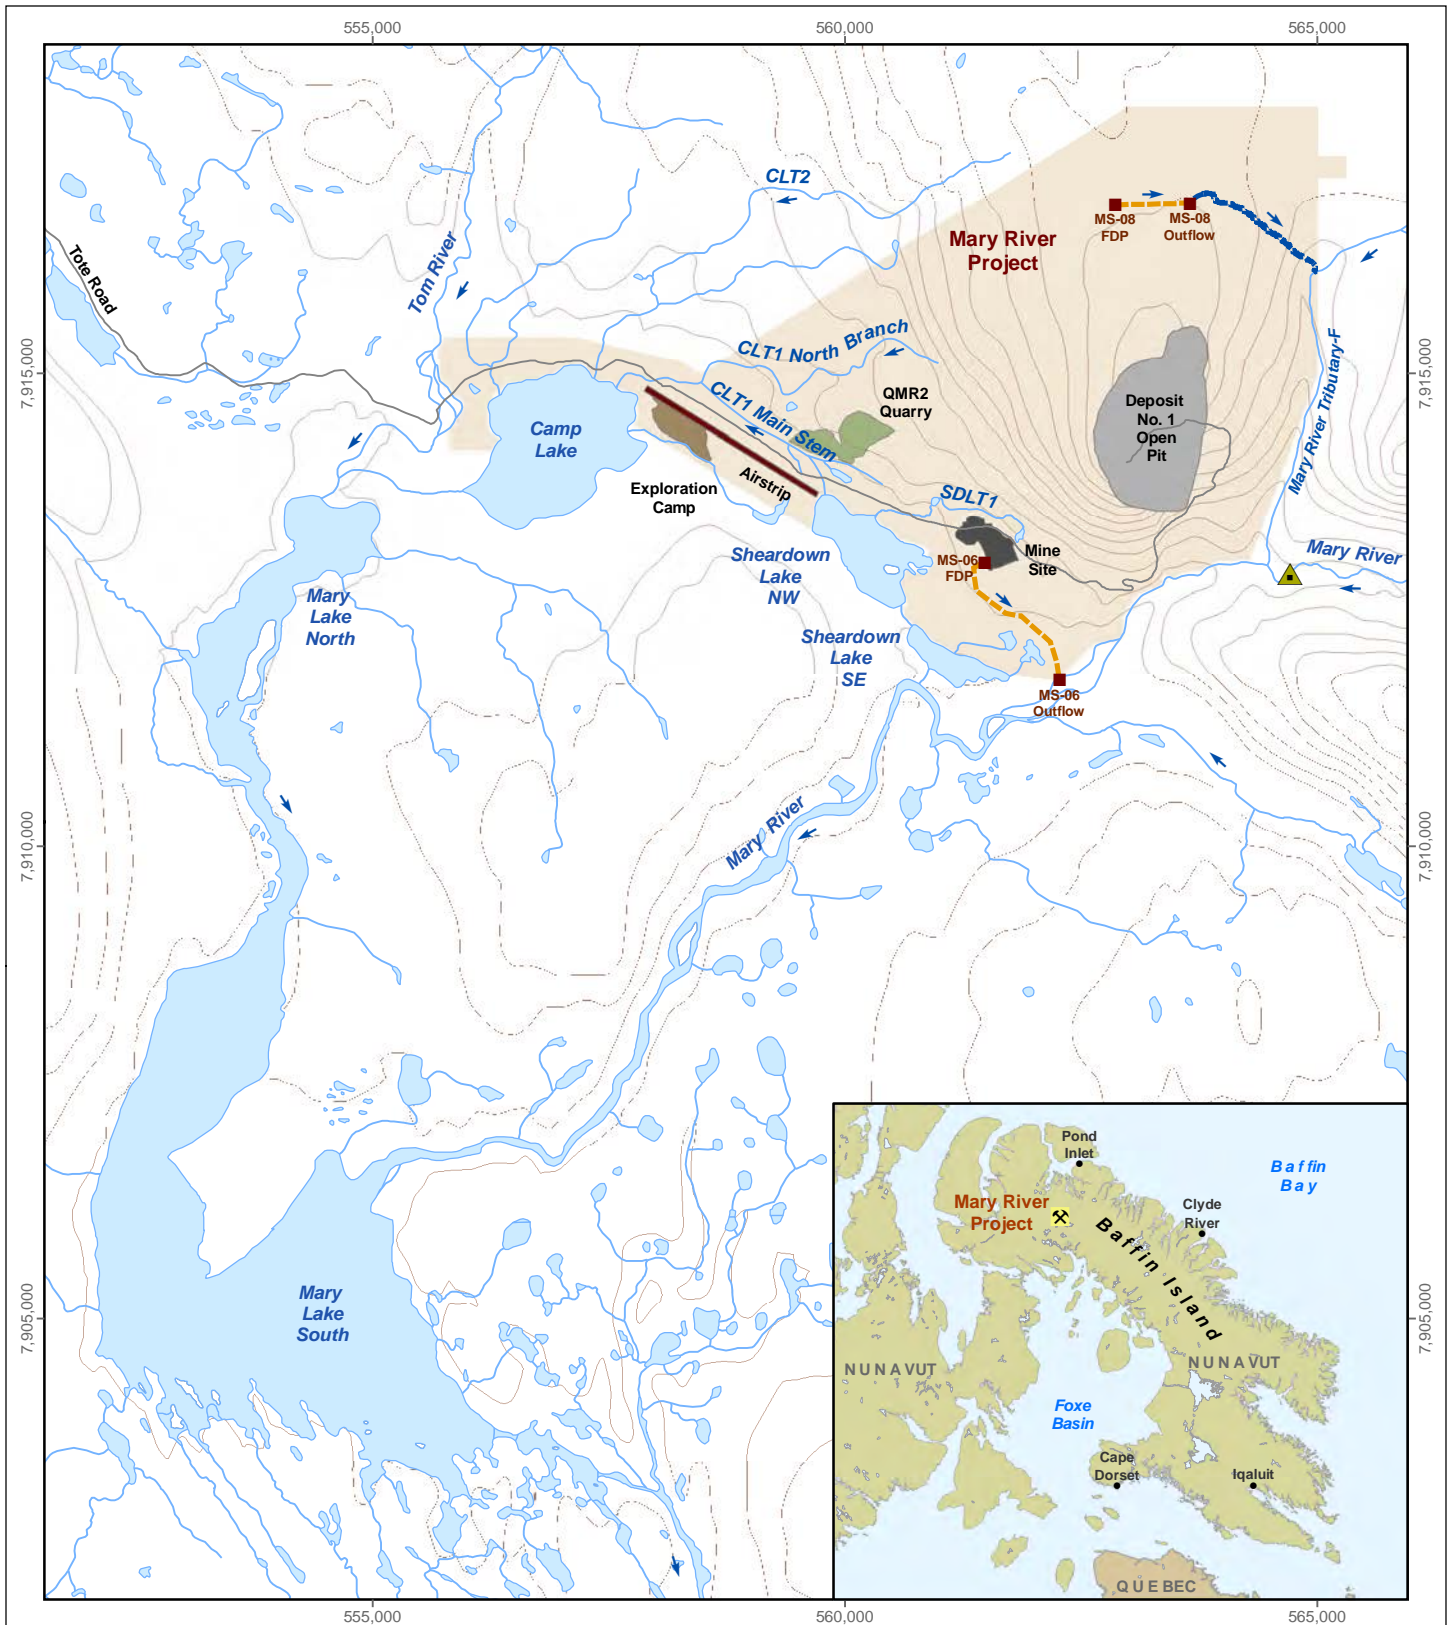 555,000
560,000
565,000
CLT2
MS-08
FDP
MS-08
Outflow
Mary River
Project
Tote Road
Tom River
CLT1 North Branch
Mary River Tributary-F
7,915,000
7,915,000
CLT1 Main Stem
QMR2
Quarry
Deposit
No. 1
Open
Pit
Camp
Lake
Airstrip
Exploration
Camp
SDLT1
Mine
Site
MS-06
FDP
Mary River
Sheardown
Lake
NW
Mary
Lake
North
Sheardown
Lake
SE
MS-06
Outflow
Mary River
7,910,000
7,910,000
Pond
Inlet
Baffin
Bay
Mary River
Project
Clyde
River
Baffin Island
Mary
Lake
South
7,905,000
7,905,000
NUNAVUT
NUNAVUT
Foxe
Basin
Cape
Dorset
Iqaluit
QUEBEC
555,000
560,000
565,000